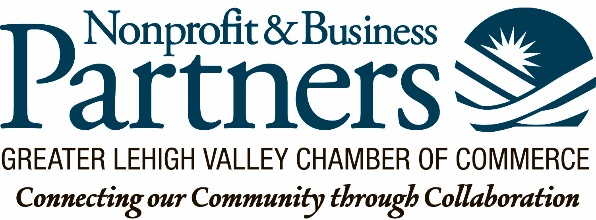 Nonprofit & Business
Partners
GREATER LEHIGH VALLEY CHAMBER OF COMMERCE
Connecting our Community through Collaboration